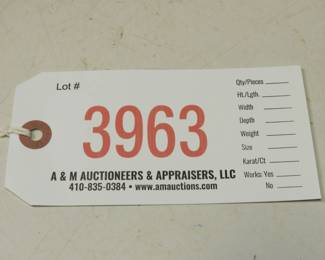 Lot #
3963
A & M AUCTIONEERS & APPRAISERS, LLC
410-835-0384 • www.amauctions.com
Qty/Pieces
Ht./Lgth.
Width
Depth
Weight
Size
Karat/Ct
Works: Yes
No